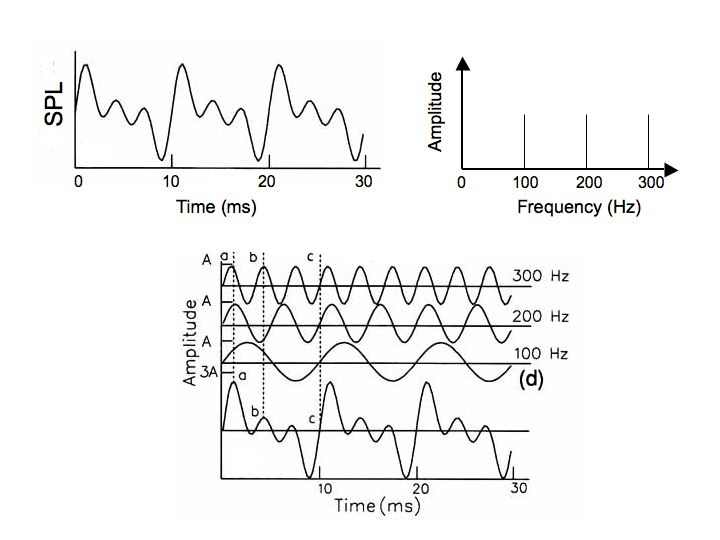 SPL
0 10 20 30
Time (ms)
Amplitude
0 100 200 300
Frequency (Hz)
A a b c
300 Hz
A
200 Hz
A
100 Hz
3A
(d)
a
b
c
Amplitude
10 20 30
Time (ms)